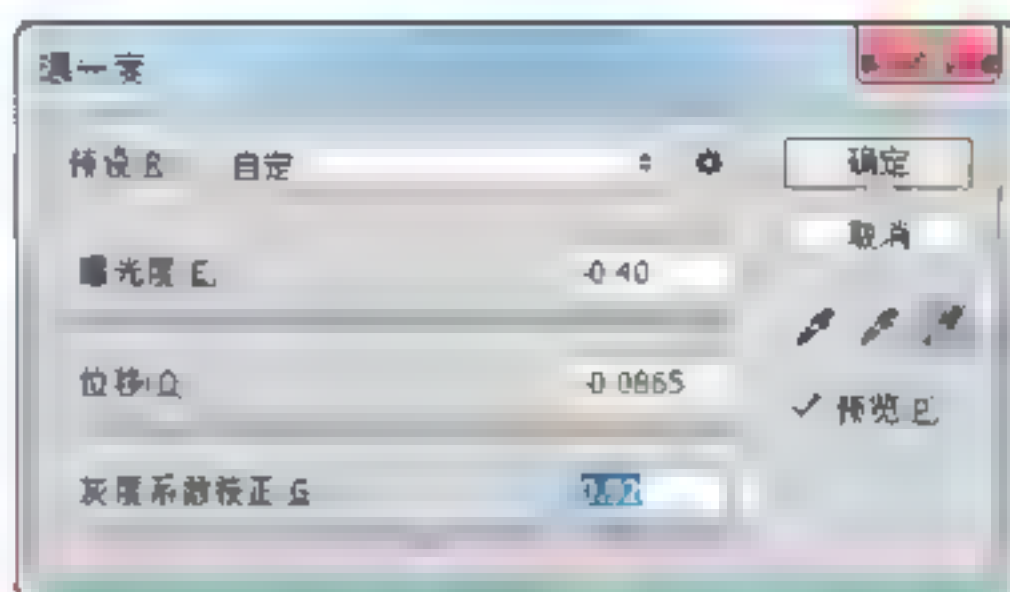 预设 R 自定 确定
取消
曝光度 E -0.40
位移 O -0.0865
预览 P
灰度系数校正 G 0.92